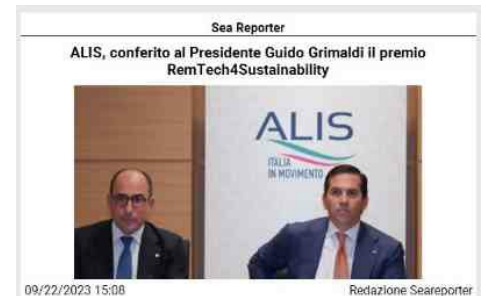 Sea Reporter
ALIS, conferito al Presidente Guido Grimaldi il premio
RemTech4Sustainability
ALIS
ITALIA
IN MOVIMENTO
09/22/2023 15:08
Redazione Seareporter